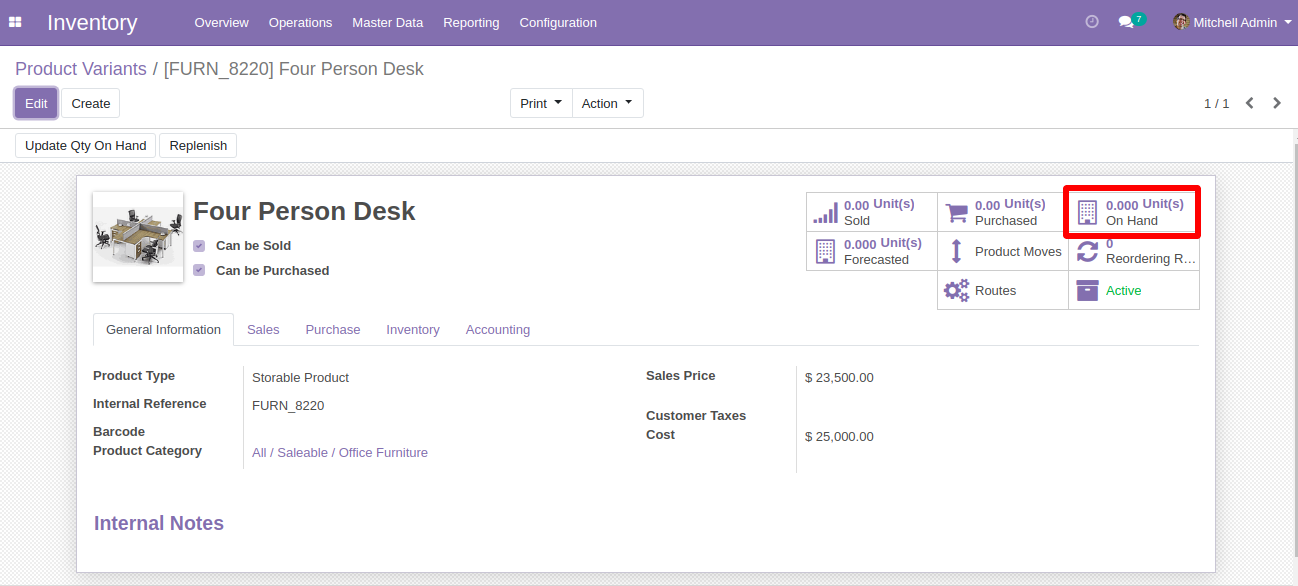 Inventory Overview Operations Master Data Reporting Configuration 7 Mitchell Admin
Product Variants / [FURN_8220] Four Person Desk
Edit Create Print Action 1 / 1
Update Qty On Hand Replenish
Four Person Desk
Can be Sold
Can be Purchased
0.00 Unit(s)
Sold
0.00 Unit(s)
Purchased
0.000 Unit(s)
On Hand
0.000 Unit(s)
Forecasted
Product Moves
0
Reordering R...
Routes
Active
General Information Sales Purchase Inventory Accounting
Product Type Storable Product
Internal Reference FURN_8220
Barcode
Product Category All / Saleable / Office Furniture
Sales Price $ 23,500.00
Customer Taxes
Cost $ 25,000.00
Internal Notes